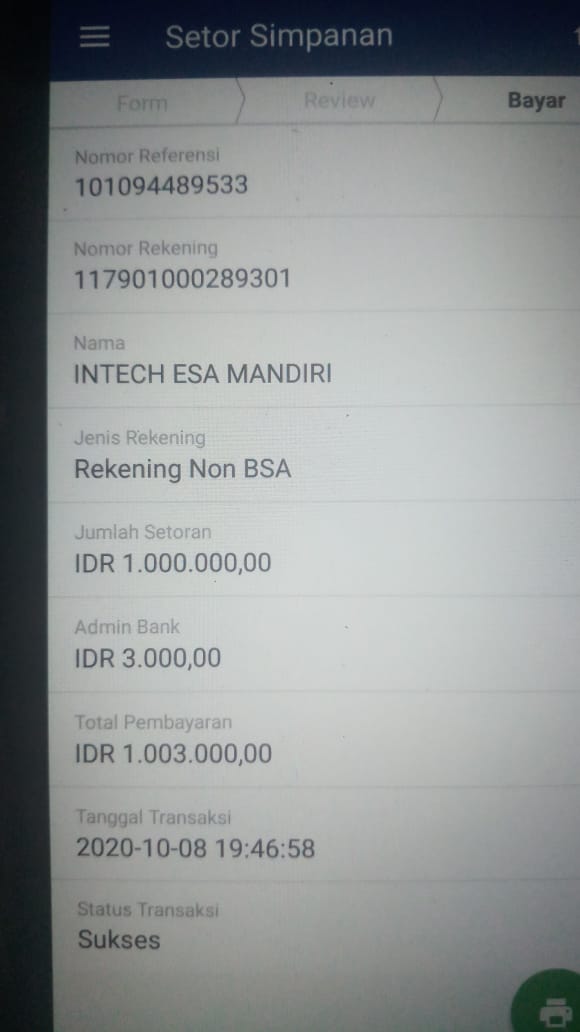 Setor Simpanan
Form
Review
Bayar
Nomor Referensi
101094489533
Nomor Rekening
117901000289301
Nama
INTECH ESA MANDIRI
Jenis Rekening
Rekening Non BSA
Jumlah Setoran
IDR 1.000.000,00
Admin Bank
IDR 3.000,00
Total Pembayaran
IDR 1.003.000,00
Tanggal Transaksi
2020-10-08 19:46:58
Status Transaksi
Sukses